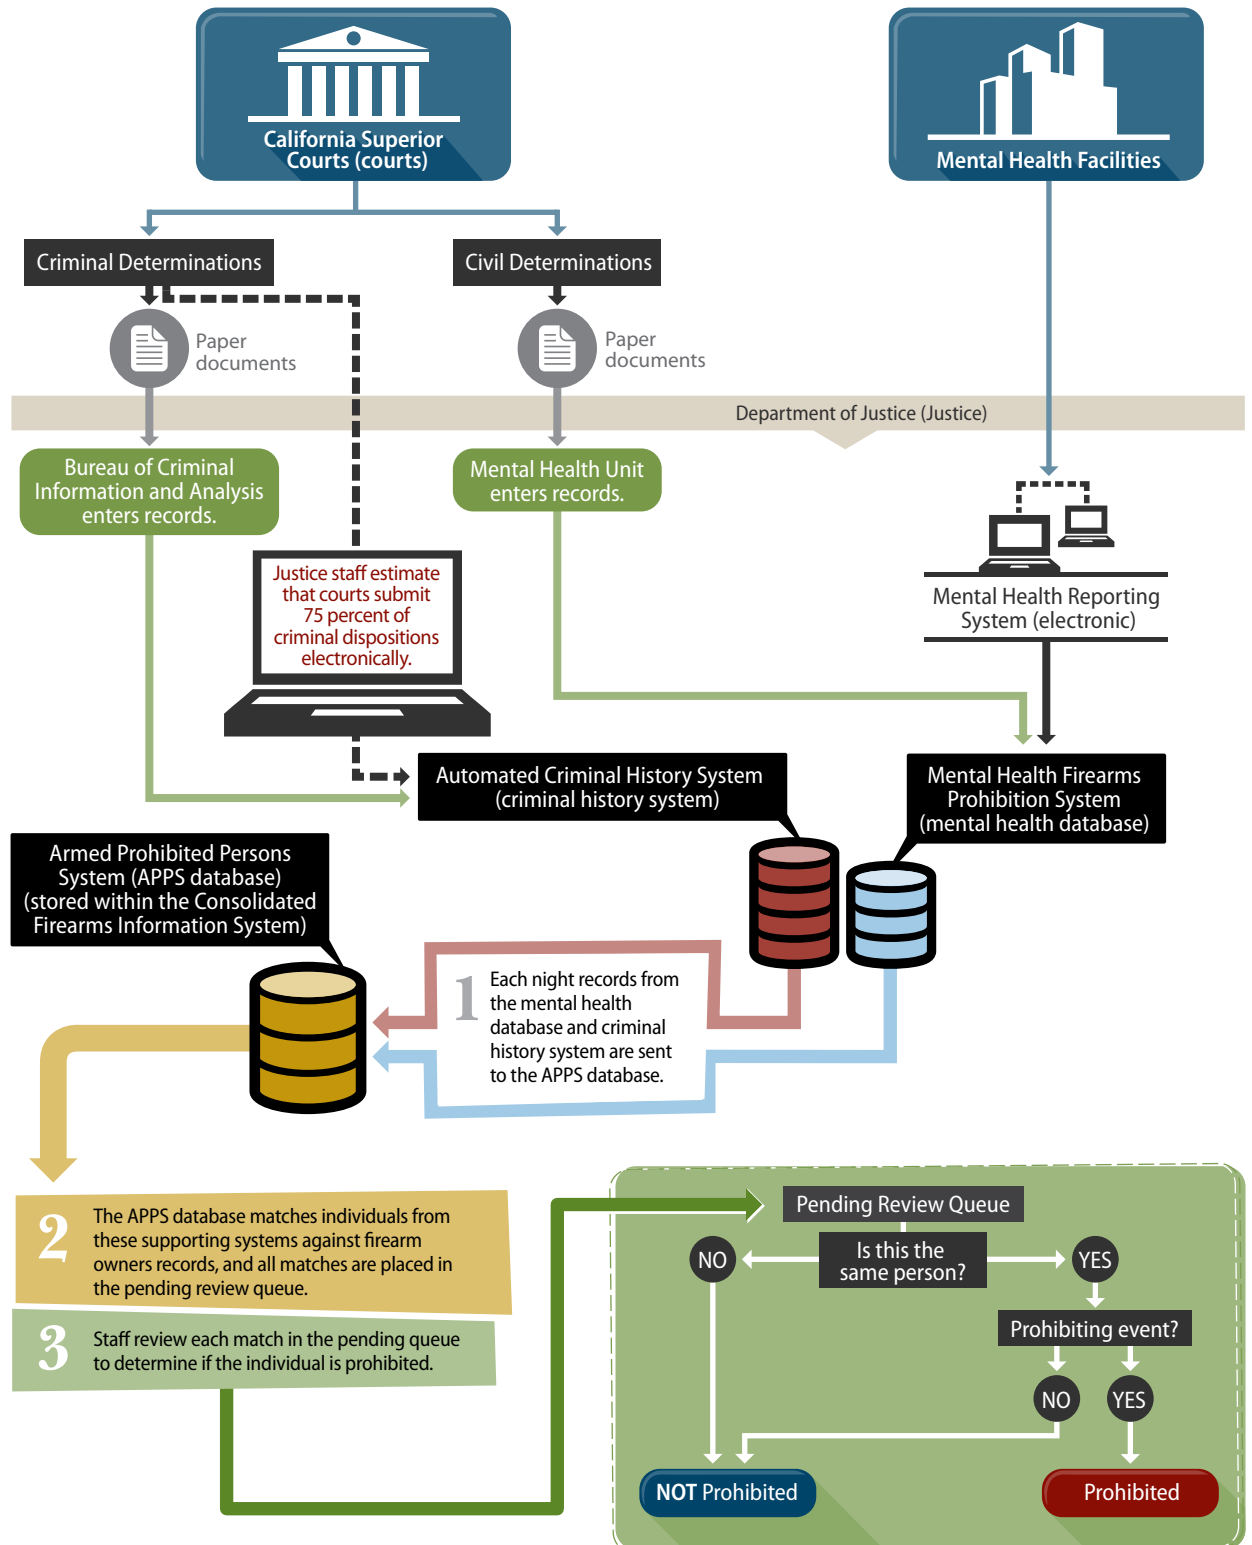 California Superior
Courts (courts)
Mental Health Facilities
Criminal Determinations
Civil Determinations
Paper
documents
Paper
documents
Department of Justice (Justice)
Bureau of Criminal
Information and Analysis
enters records.
Mental Health Unit
enters records.
Justice staff estimate
that courts submit
75 percent of
criminal dispositions
electronically.
Mental Health Reporting
System (electronic)
Automated Criminal History System
(criminal history system)
Mental Health Firearms
Prohibition System
(mental health database)
Armed Prohibited Persons
System (APPS database)
(stored within the Consolidated
Firearms Information System)
1
Each night records from
the mental health
database and criminal
history system are sent
to the APPS database.
2
The APPS database matches individuals from
these supporting systems against firearm
owners records, and all matches are placed in
the pending review queue.
3
Staff review each match in the pending queue
to determine if the individual is prohibited.
Pending Review Queue
Is this the
same person?
NO
YES
Prohibiting event?
NO
YES
NOT Prohibited
Prohibited